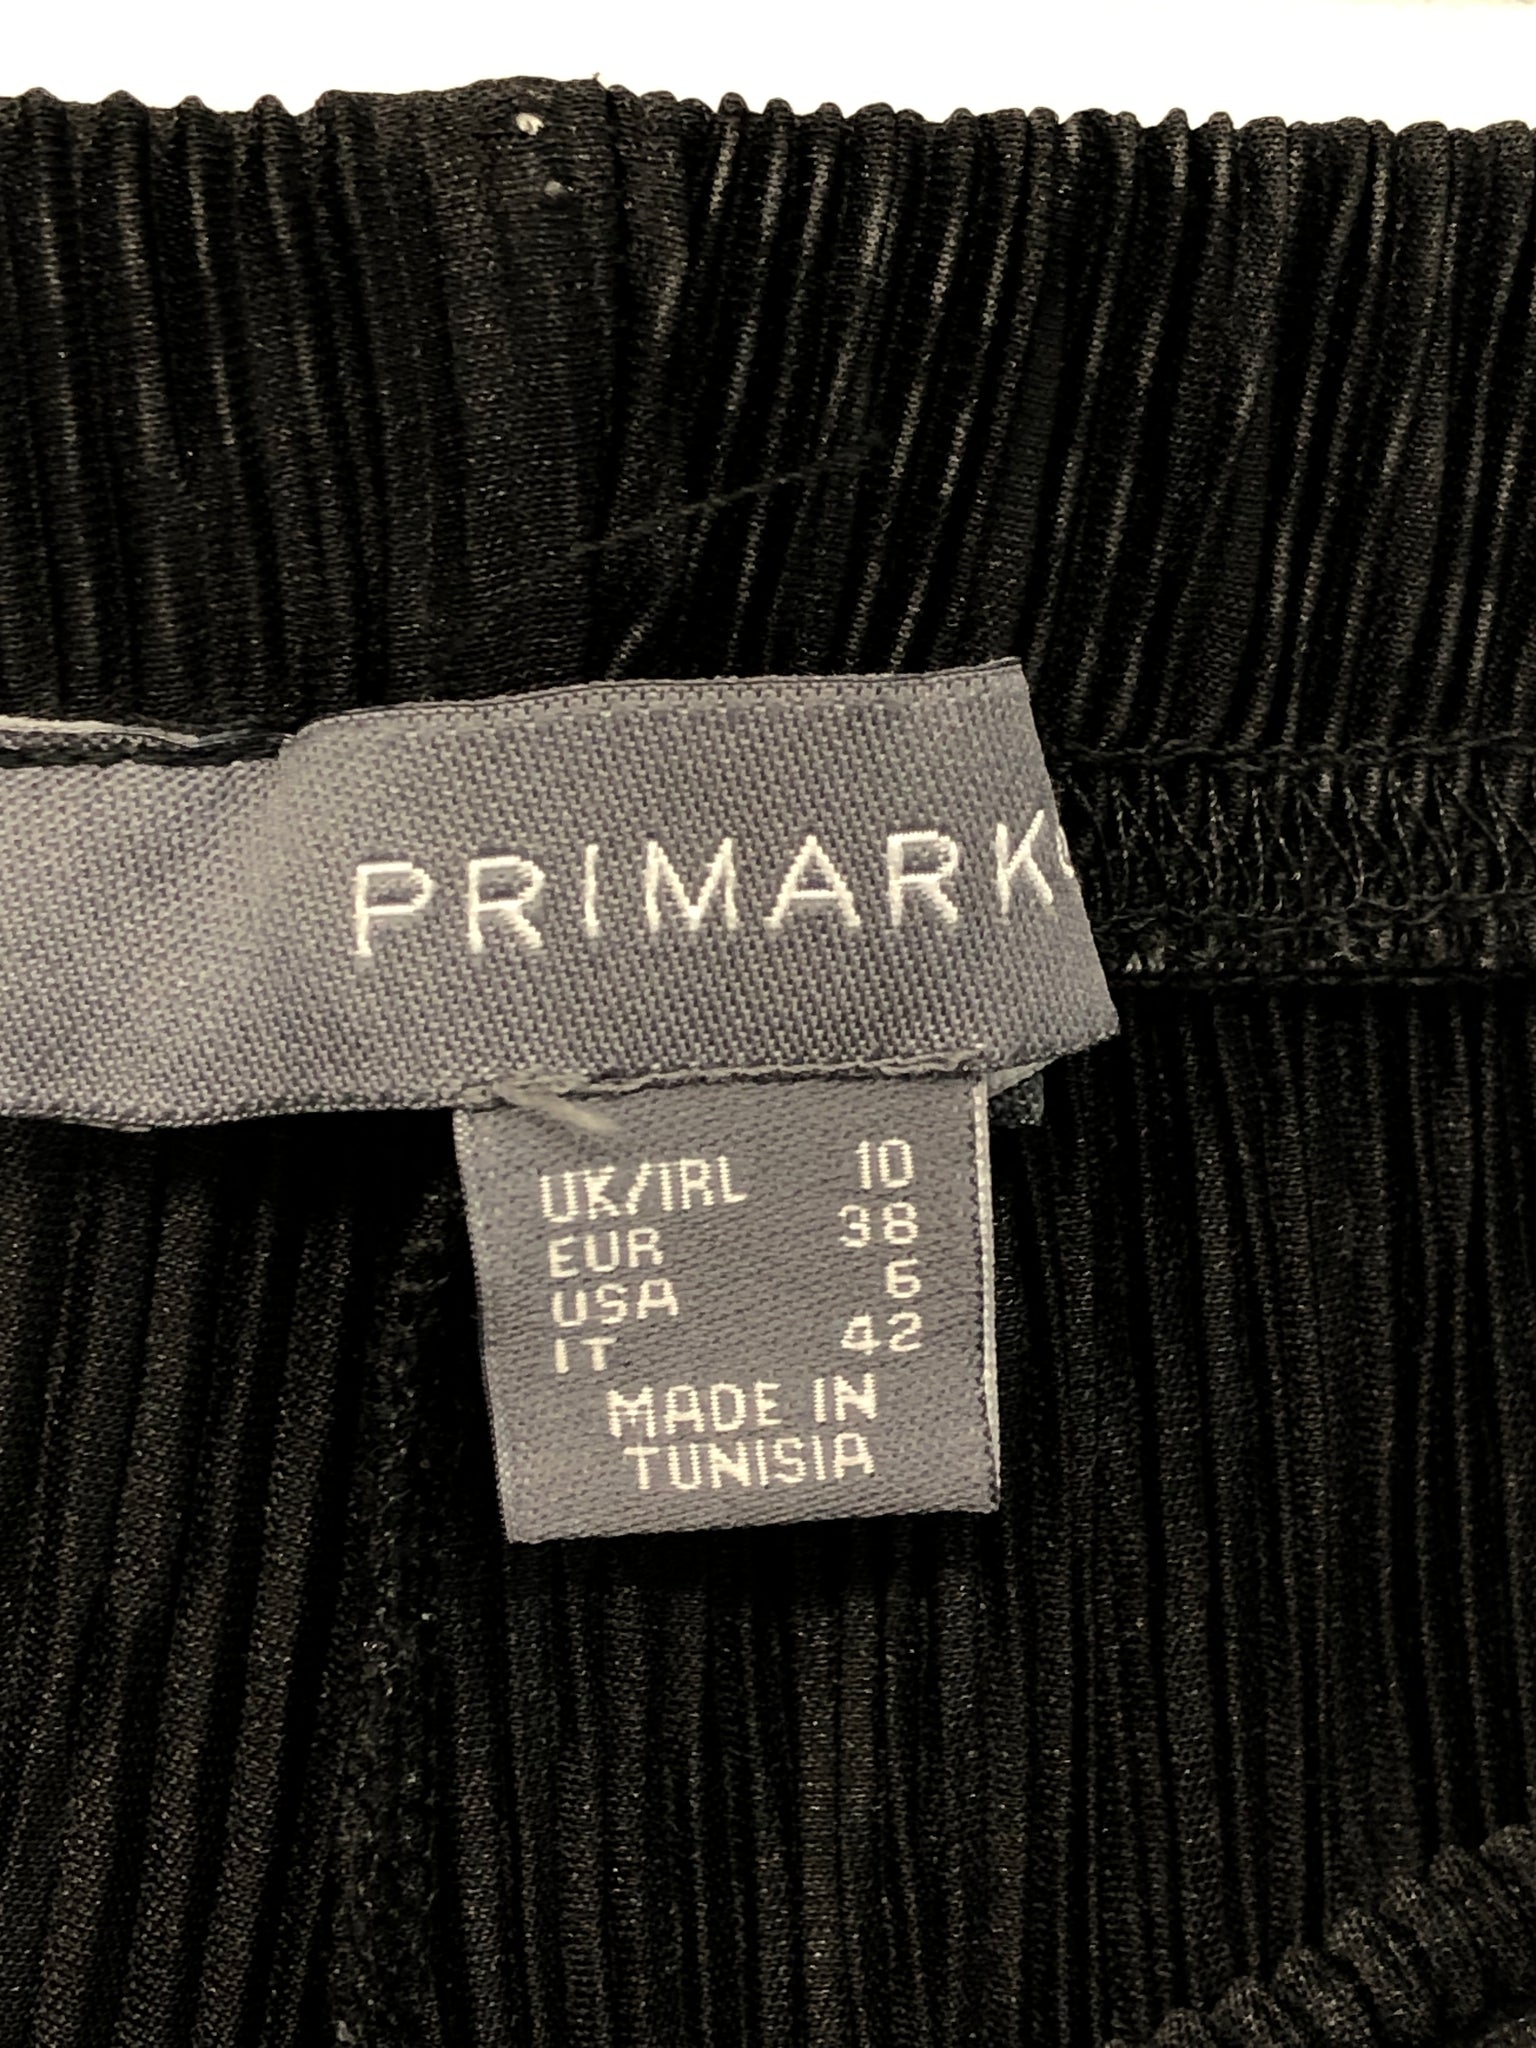 PRIMARK
UK/IRL 10
EUR 38
USA 6
IT 42
MADE IN
TUNISIA